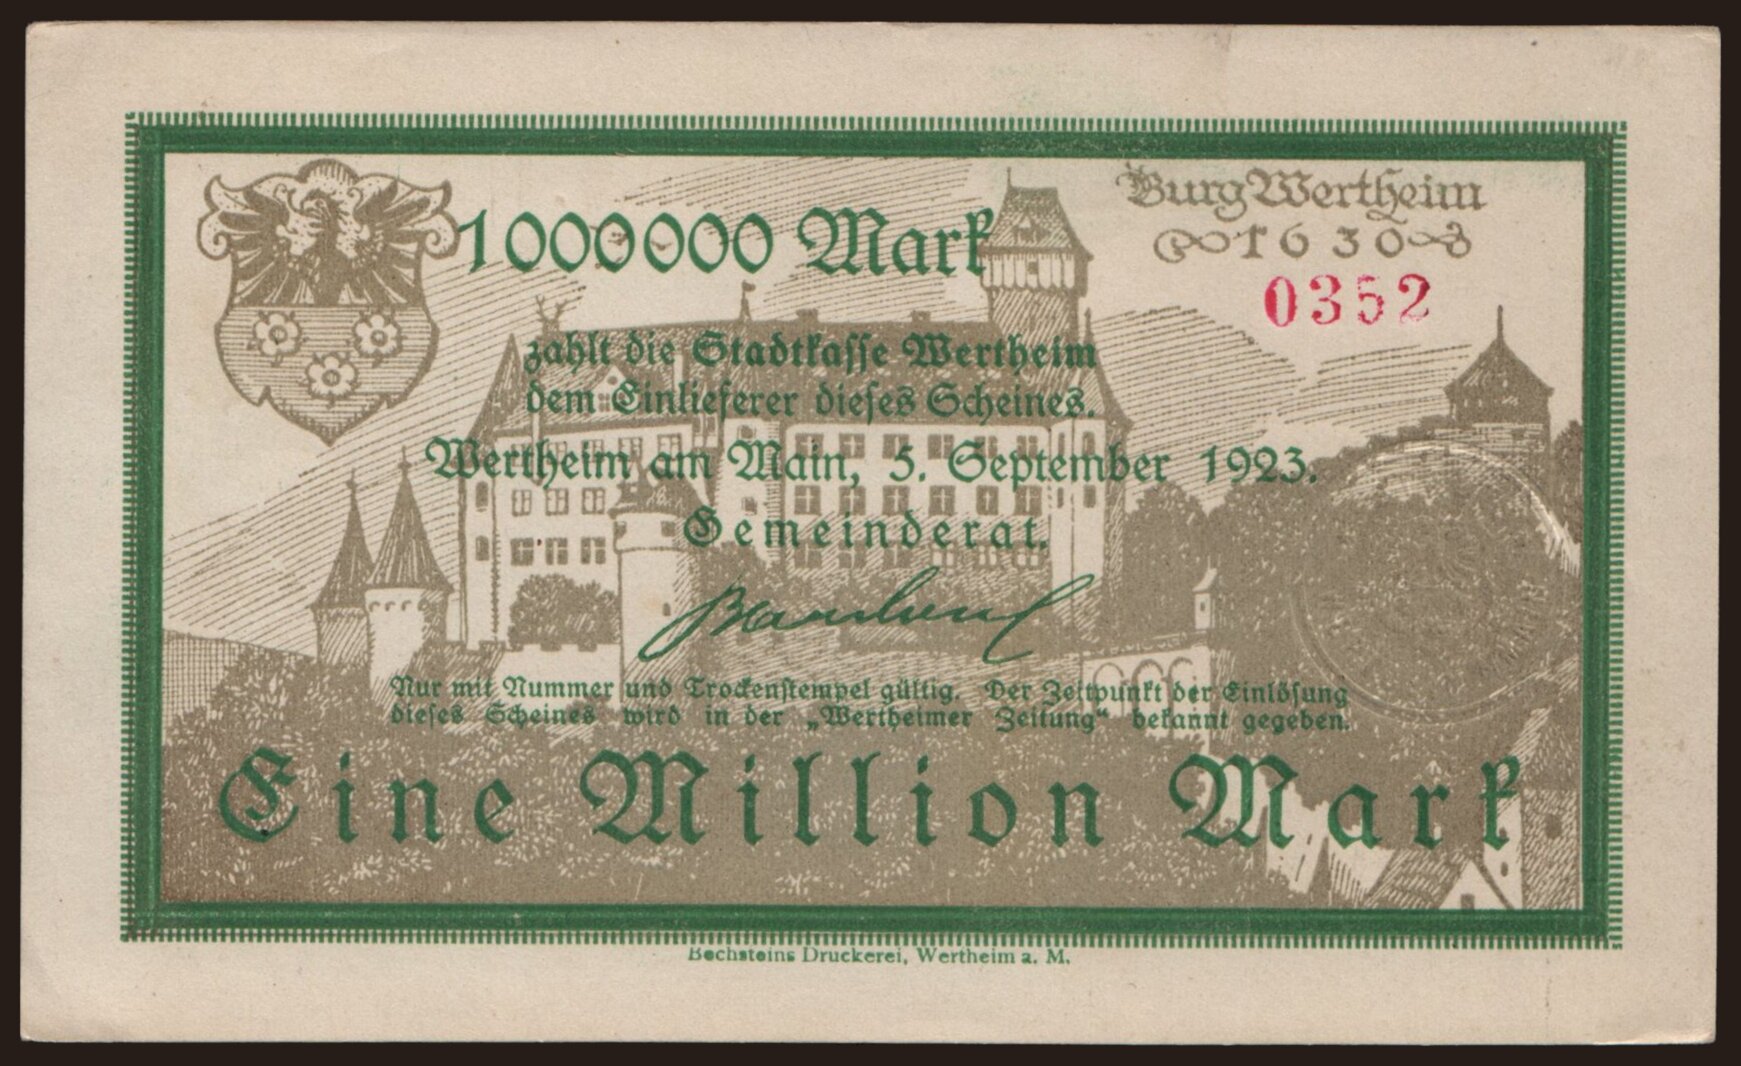 Burg Wertheim
1630
1000000 Mark
0352
zahlt die Stadtkasse Wertheim
dem Einlieferer dieses Scheines.
Wertheim am Main, 5. September 1923.
Gemeinderat.
Nur mit Nummer und Trockenstempel gültig. Der Zeitpunkt der Einlösung
dieses Scheines wird in der „Wertheimer Zeitung“ bekannt gegeben.
Eine Million Mark
Bechsteins Druckerei, Wertheim a. M.